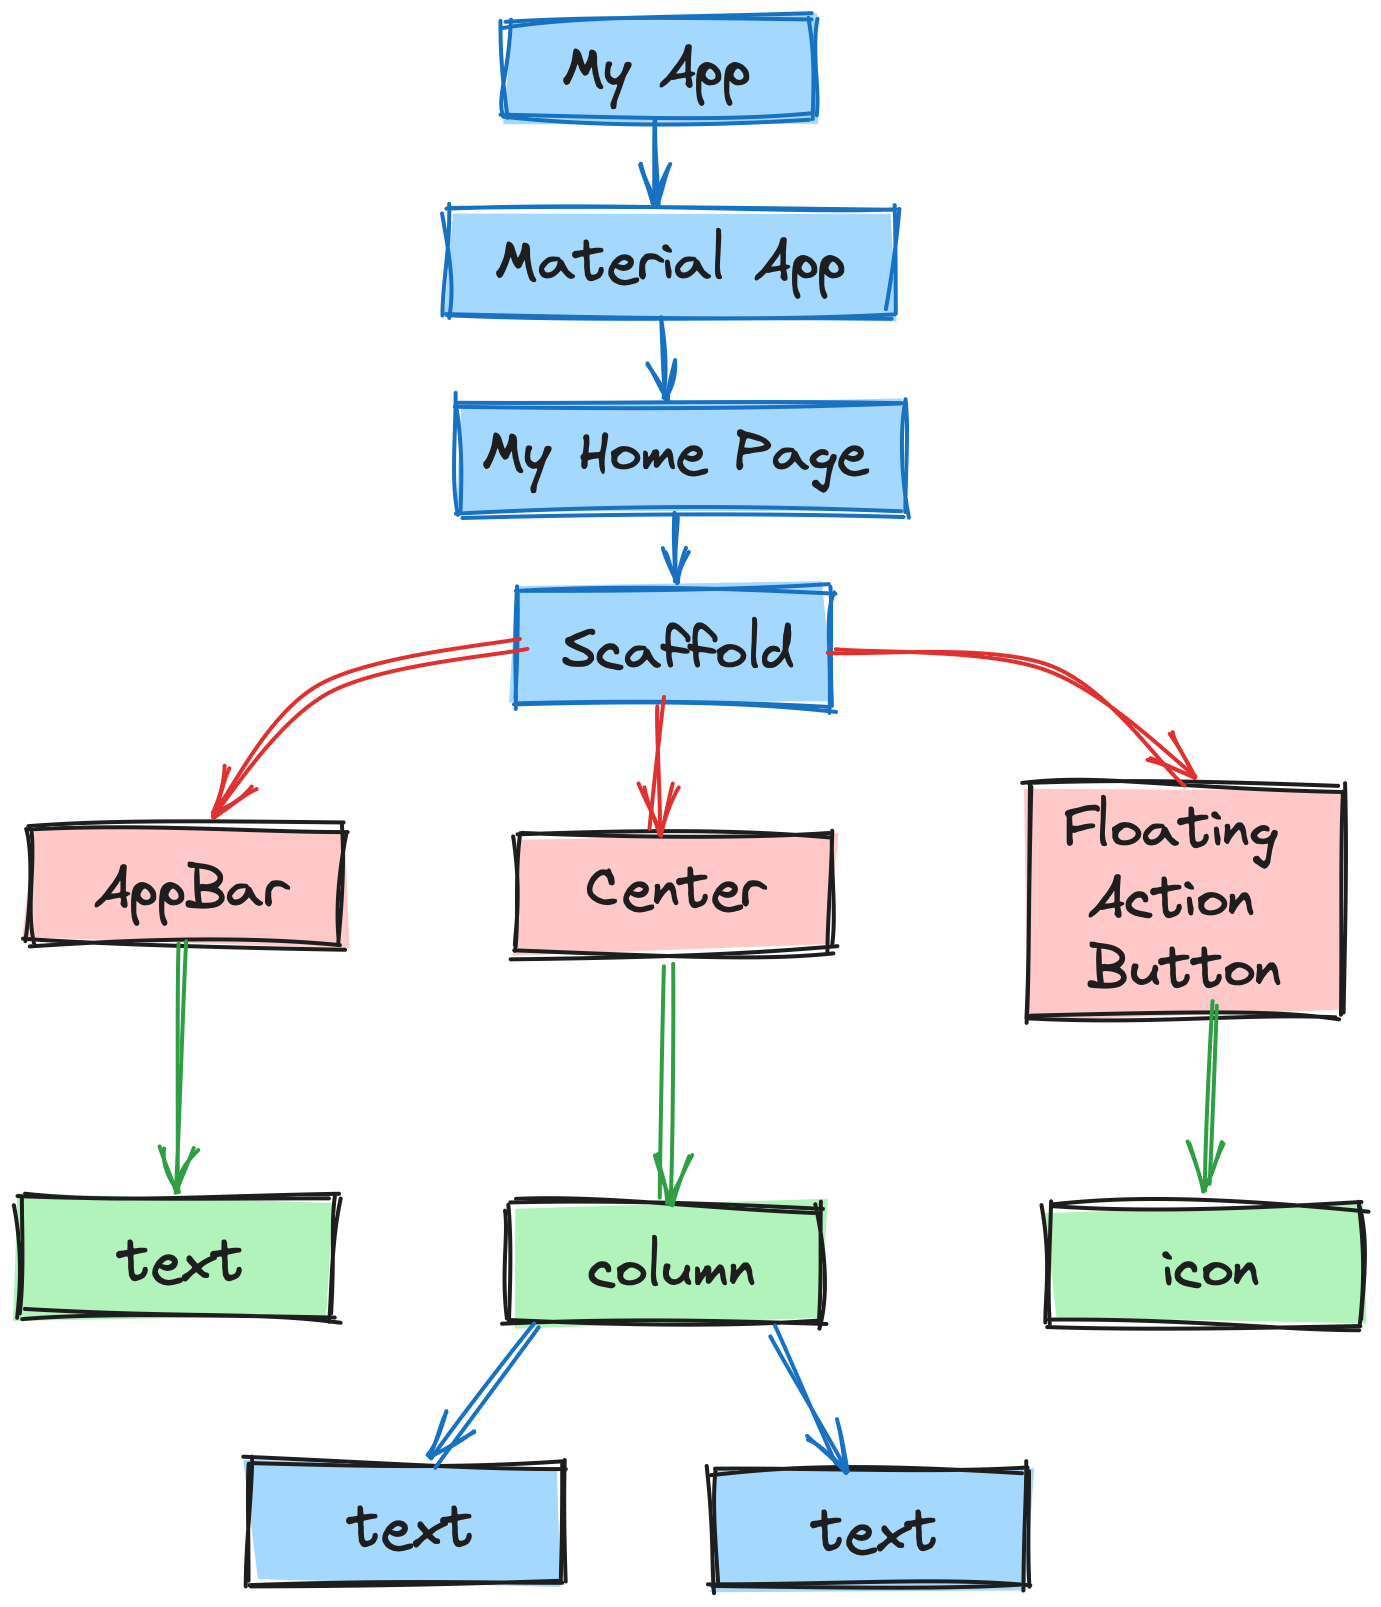 My App
Material App
My Home Page
Scaffold
AppBar
Center
Floating
Action
Button
text
column
icon
text
text